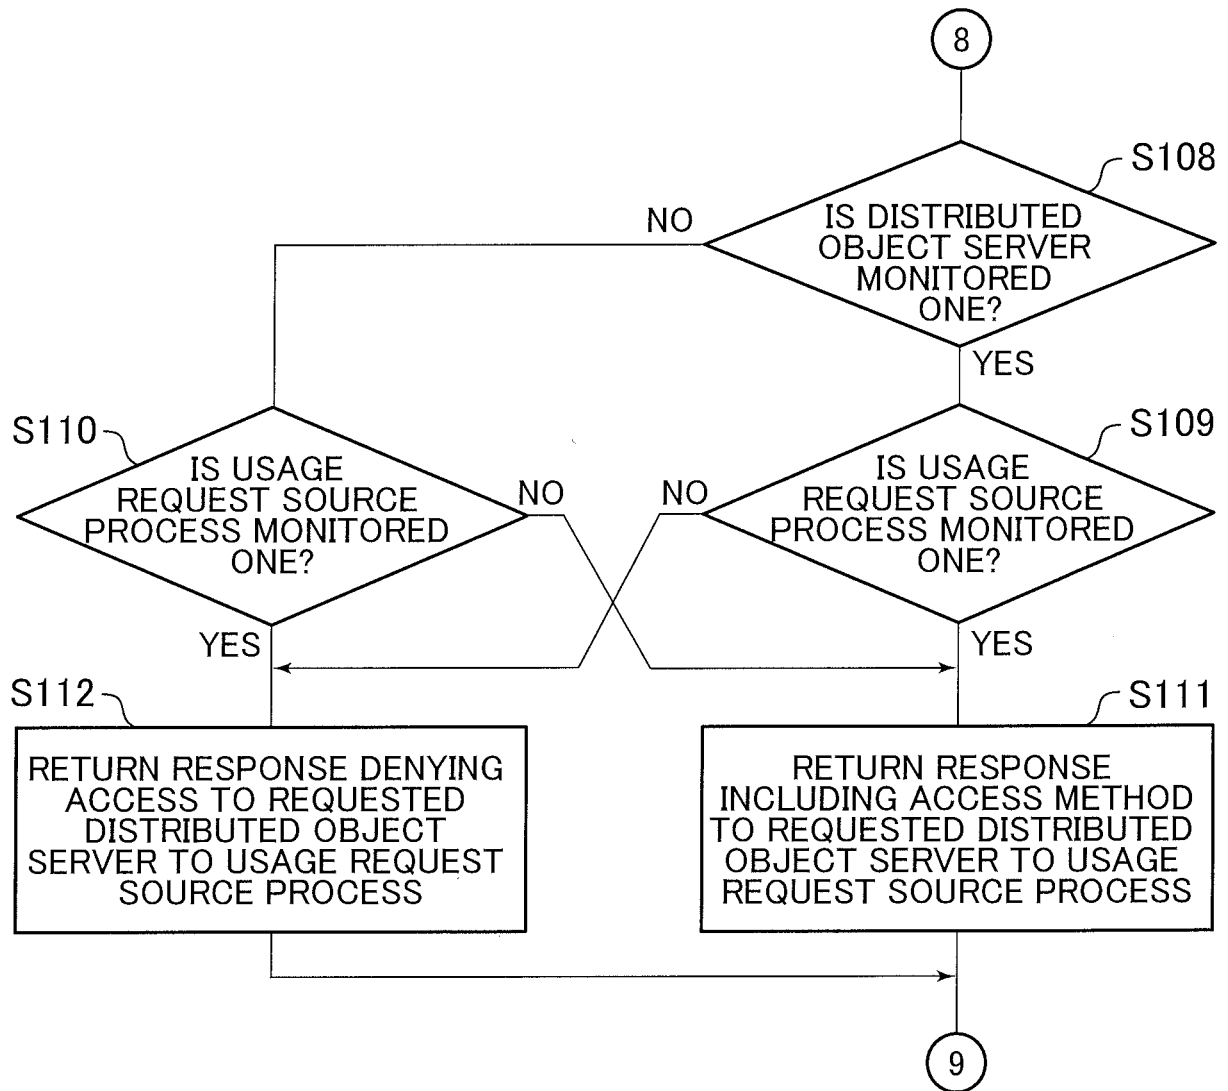 8
S108
IS DISTRIBUTED
OBJECT SERVER
MONITORED
ONE?
NO
YES
S110
IS USAGE
REQUEST SOURCE
PROCESS MONITORED
ONE?
NO
YES
S109
IS USAGE
REQUEST SOURCE
PROCESS MONITORED
ONE?
NO
YES
S112
RETURN RESPONSE DENYING
ACCESS TO REQUESTED
DISTRIBUTED OBJECT
SERVER TO USAGE REQUEST
SOURCE PROCESS
S111
RETURN RESPONSE
INCLUDING ACCESS METHOD
TO REQUESTED DISTRIBUTED
OBJECT SERVER TO USAGE
REQUEST SOURCE PROCESS
9